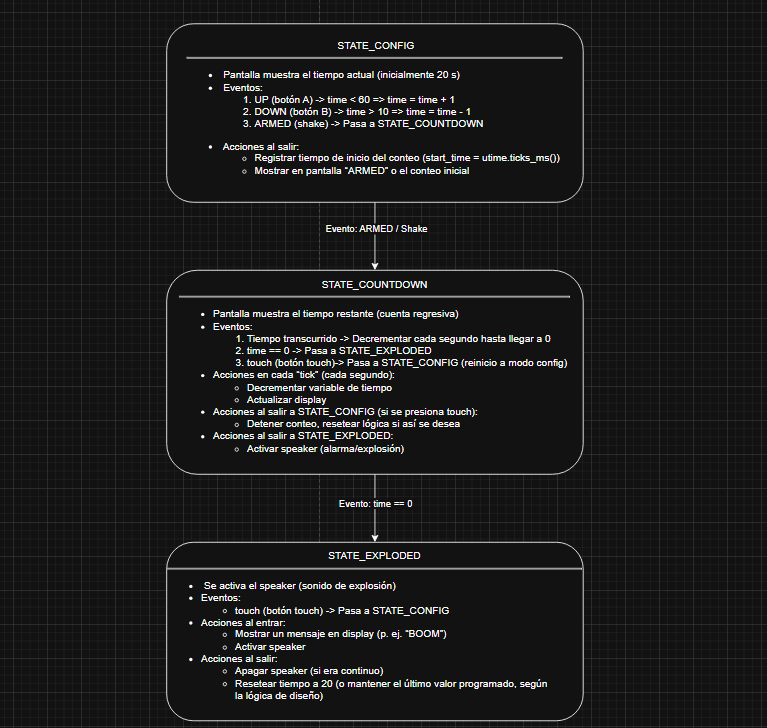 STATE_CONFIG
• Pantalla muestra el tiempo actual (inicialmente 20 s)
• Eventos:
1. UP (botón A) -> time < 60 => time = time + 1
2. DOWN (botón B) -> time > 10 => time = time - 1
3. ARMED (shake) -> Pasa a STATE_COUNTDOWN
• Acciones al salir:
○ Registrar tiempo de inicio del conteo (start_time = utime.ticks_ms())
○ Mostrar en pantalla "ARMED" o el conteo inicial
Evento: ARMED / Shake
STATE_COUNTDOWN
• Pantalla muestra el tiempo restante (cuenta regresiva)
• Eventos:
1. Tiempo transcurrido -> Decrementar cada segundo hasta llegar a 0
2. time == 0 -> Pasa a STATE_EXPLODED
3. touch (botón touch)-> Pasa a STATE_CONFIG (reinicio a modo config)
• Acciones en cada "tick" (cada segundo):
○ Decrementar variable de tiempo
○ Actualizar display
• Acciones al salir a STATE_CONFIG (si se presiona touch):
○ Detener conteo, resetear lógica si así se desea
• Acciones al salir a STATE_EXPLODED:
○ Activar speaker (alarma/explosión)
Evento: time == 0
STATE_EXPLODED
• Se activa el speaker (sonido de explosión)
• Eventos:
○ touch (botón touch) -> Pasa a STATE_CONFIG
• Acciones al entrar:
○ Mostrar un mensaje en display (p. ej. "BOOM")
○ Activar speaker
• Acciones al salir:
○ Apagar speaker (si era continuo)
○ Resetear tiempo a 20 (o mantener el último valor programado, según
la lógica de diseño)